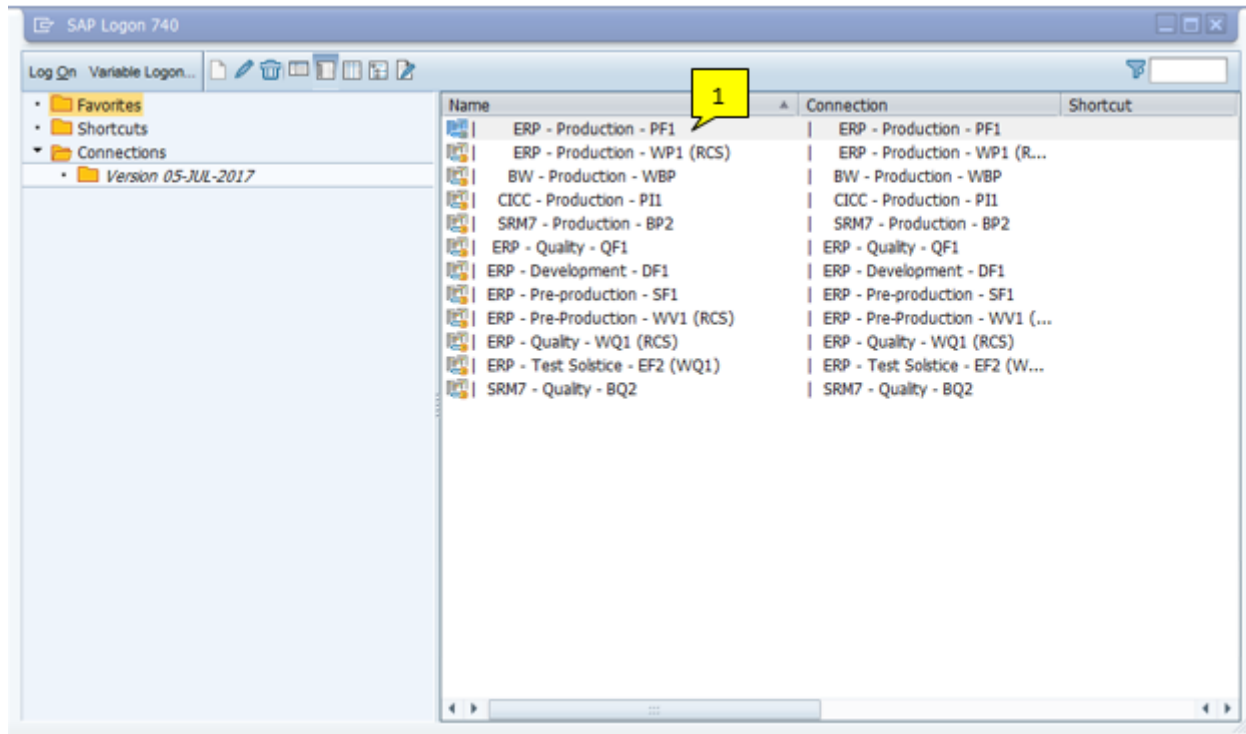 SAP Logon 740
Log On Variable Logon...
Favorites
Shortcuts
Connections
Version 05-JUL-2017
1
Name Connection Shortcut
| ERP - Production - PF1 | ERP - Production - PF1
| ERP - Production - WP1 (RCS) | ERP - Production - WP1 (R...
| BW - Production - WBP | BW - Production - WBP
| CICC - Production - PI1 | CICC - Production - PI1
| SRM7 - Production - BP2 | SRM7 - Production - BP2
| ERP - Quality - QF1 | ERP - Quality - QF1
| ERP - Development - DF1 | ERP - Development - DF1
| ERP - Pre-production - SF1 | ERP - Pre-production - SF1
| ERP - Pre-Production - WV1 (RCS) | ERP - Pre-Production - WV1 (...
| ERP - Quality - WQ1 (RCS) | ERP - Quality - WQ1 (RCS)
| ERP - Test Solstice - EF2 (WQ1) | ERP - Test Solstice - EF2 (W...
| SRM7 - Quality - BQ2 | SRM7 - Quality - BQ2